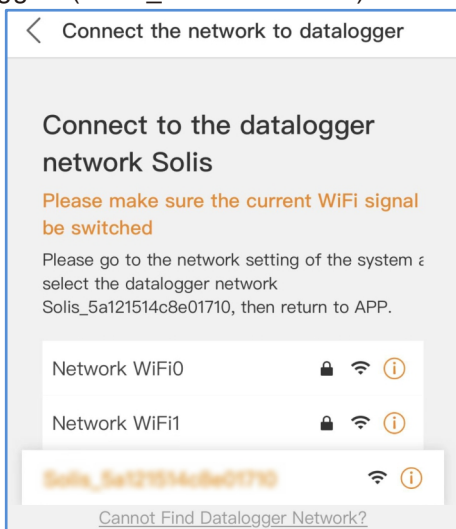 Connect the network to datalogger
Connect to the datalogger
network Solis
Please make sure the current WiFi signal
be switched
Please go to the network setting of the system a
select the datalogger network
Solis_5a121514c8e01710, then return to APP.
Network WiFi0
Network WiFi1
Solis_5a121514c8e01710
Cannot Find Datalogger Network?